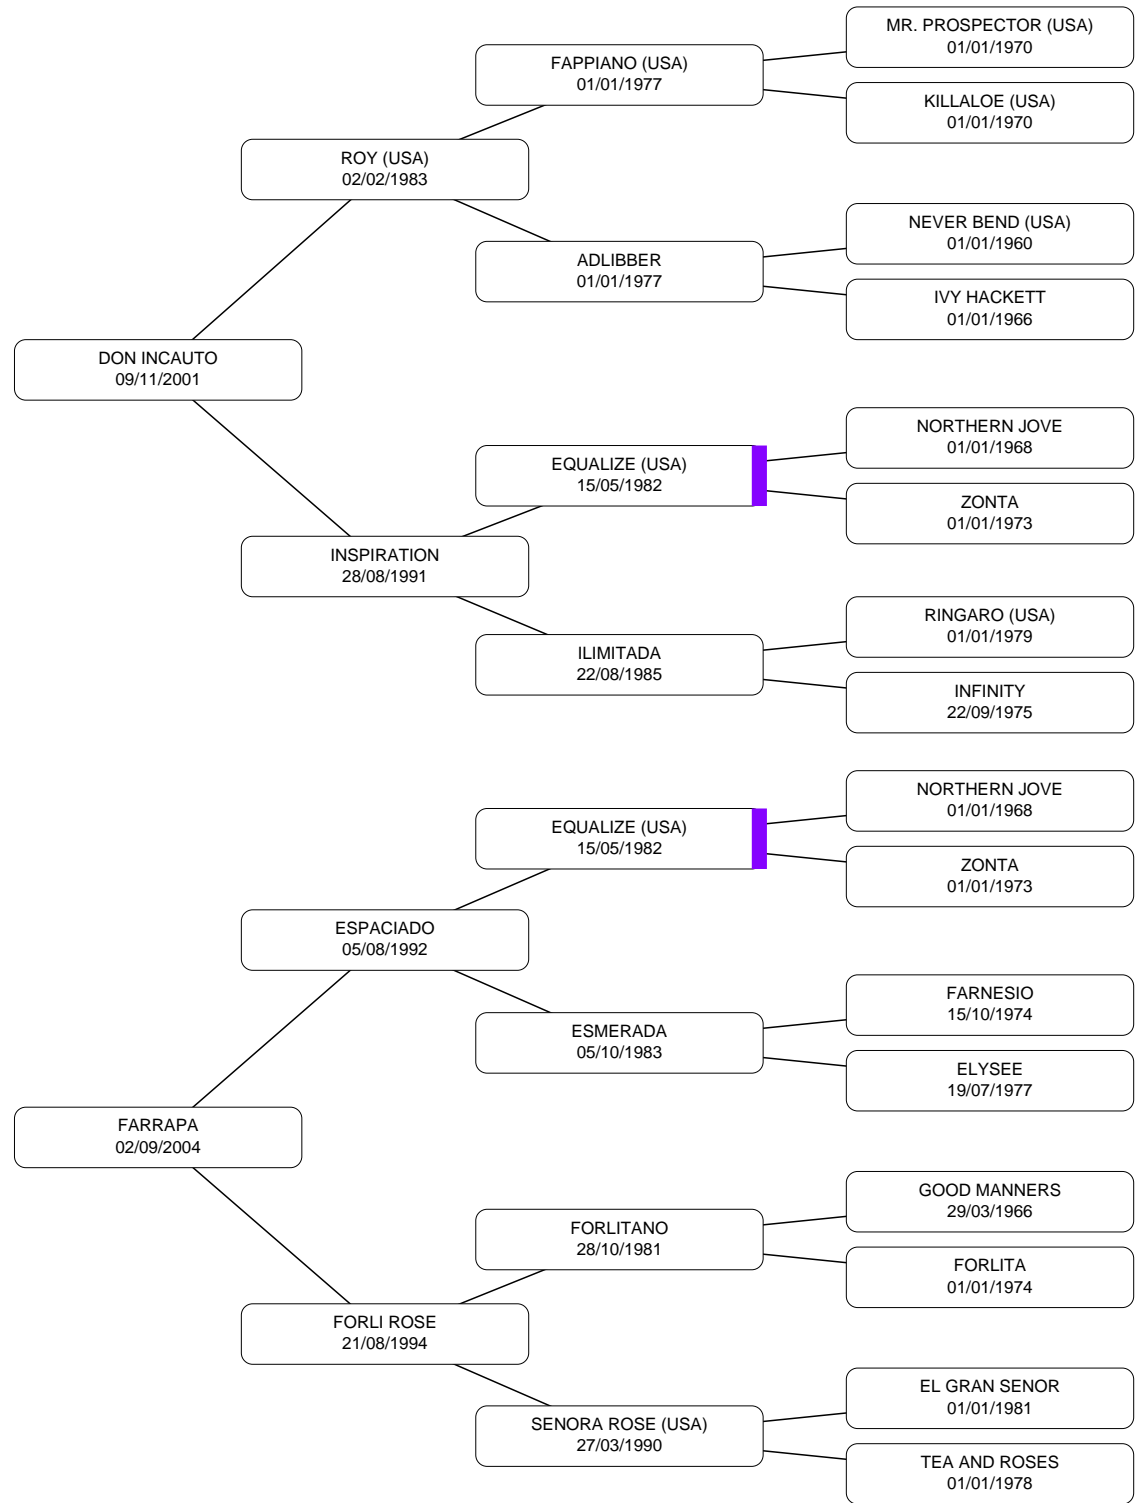 MR. PROSPECTOR (USA)
01/01/1970
FAPPIANO (USA)
01/01/1977
KILLALOE (USA)
01/01/1970
ROY (USA)
02/02/1983
NEVER BEND (USA)
01/01/1960
ADLIBBER
01/01/1977
IVY HACKETT
01/01/1966
DON INCAUTO
09/11/2001
NORTHERN JOVE
01/01/1968
EQUALIZE (USA)
15/05/1982
ZONTA
01/01/1973
INSPIRATION
28/08/1991
RINGARO (USA)
01/01/1979
ILIMITADA
22/08/1985
INFINITY
22/09/1975
NORTHERN JOVE
01/01/1968
EQUALIZE (USA)
15/05/1982
ZONTA
01/01/1973
ESPACIADO
05/08/1992
FARNESIO
15/10/1974
ESMERADA
05/10/1983
ELYSEE
19/07/1977
FARRAPA
02/09/2004
GOOD MANNERS
29/03/1966
FORLITANO
28/10/1981
FORLITA
01/01/1974
FORLI ROSE
21/08/1994
EL GRAN SENOR
01/01/1981
SENORA ROSE (USA)
27/03/1990
TEA AND ROSES
01/01/1978